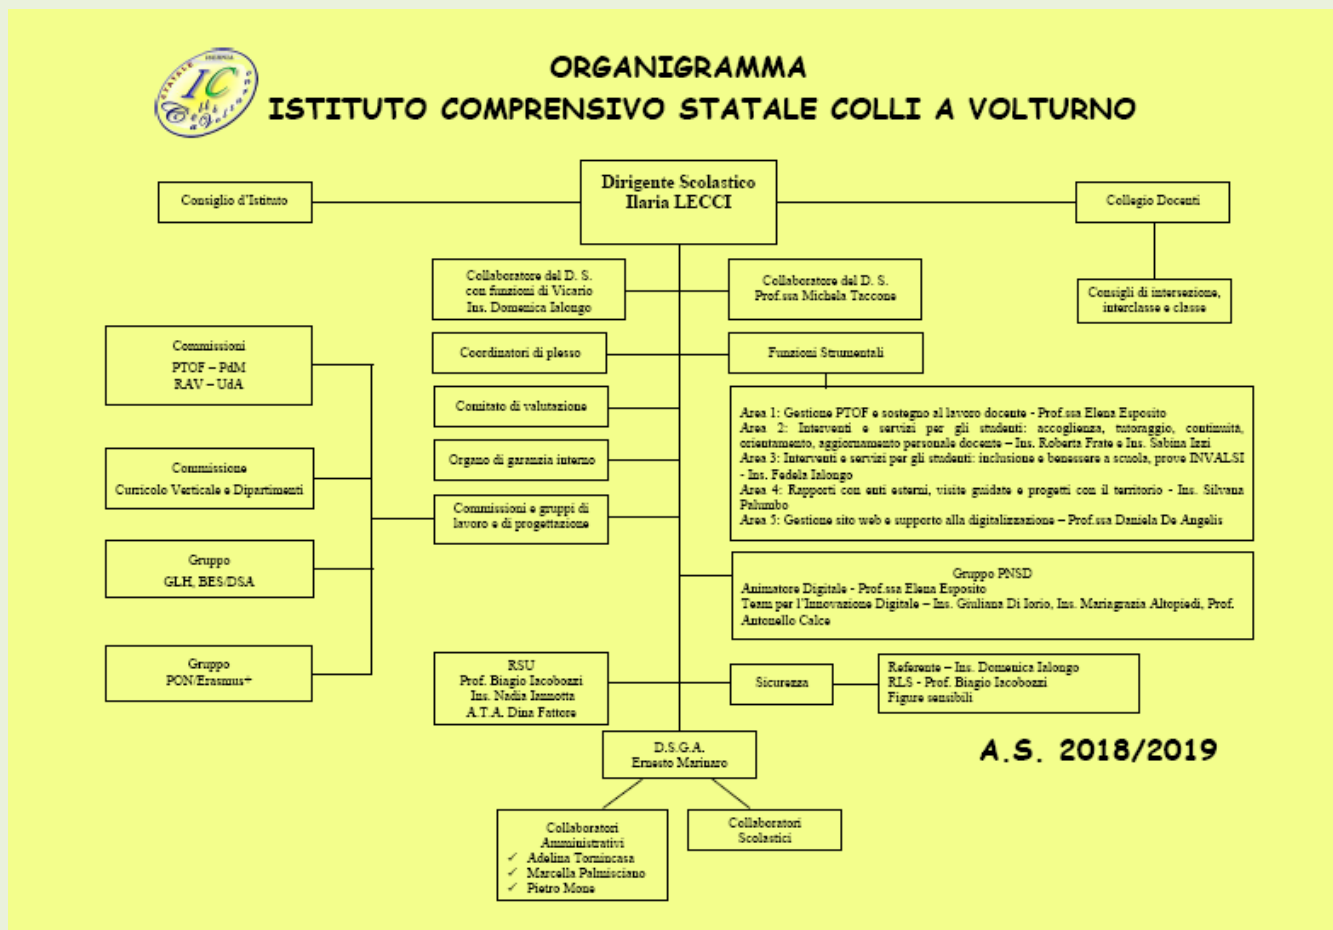 ORGANIGRAMMA
ISTITUTO COMPRENSIVO STATALE COLLI A VOLTURNO
ISERNIA
STATALE
IC
Dirigente Scolastico
Ilaria LECCI
Consiglio d'Istituto
Collegio Docenti
Consigli di intersezione,
interclasse e classe
Collaboratore del D. S.
con funzioni di Vicario
Ins. Domenica Ialongo
Collaboratore del D. S.
Prof.ssa Michela Taccone
Coordinatori di plesso
Funzioni Strumentali
Comitato di valutazione
Organo di garanzia interno
Commissioni e gruppi di
lavoro e di progettazione
Commissioni
PTOF – PdM
RAV – UdA
Commissione
Curricolo Verticale e Dipartimenti
Gruppo
GLH, BES/DSA
Gruppo
PON/Erasmus+
Area 1: Gestione PTOF e sostegno al lavoro docente - Prof.ssa Elena Esposito
Area 2: Interventi e servizi per gli studenti: accoglienza, tutoraggio, continuità,
orientamento, aggiornamento personale docente – Ins. Roberta Frate e Ins. Sabina Izzi
Area 3: Interventi e servizi per gli studenti: inclusione e benessere a scuola, prove INVALSI
- Ins. Fedela Ialongo
Area 4: Rapporti con enti esterni, visite guidate e progetti con il territorio - Ins. Silvana
Palumbo
Area 5: Gestione sito web e supporto alla digitalizzazione – Prof.ssa Daniela De Angelis
Gruppo PNSD
Animatore Digitale - Prof.ssa Elena Esposito
Team per l'Innovazione Digitale – Ins. Giuliana Di Iorio, Ins. Mariagrazia Altopiedi, Prof.
Antonello Calce
RSU
Prof. Biagio Iacobozzi
Ins. Nadia Iannotta
A.T.A. Dina Fattore
Sicurezza
Referente – Ins. Domenica Ialongo
RLS - Prof. Biagio Iacobozzi
Figure sensibili
D.S.G.A.
Ernesto Marinaro
A.S. 2018/2019
Collaboratori
Amministrativi
✓ Adelina Tomincasa
✓ Marcella Palmisciano
✓ Pietro Mone
Collaboratori
Scolastici